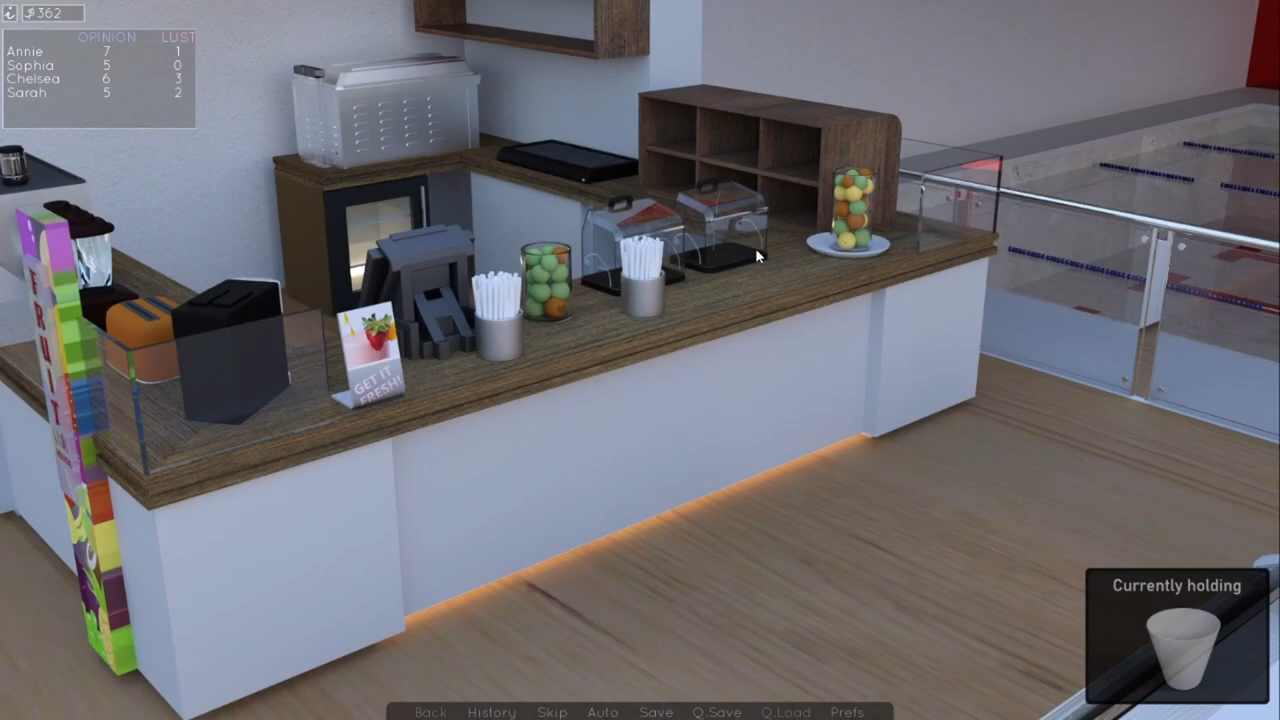 $362
OPINION LUST
Annie 7 1
Sophia 5 0
Chelsea 6 3
Sarah 5 2
FRUIT
GET IT
FRESH!
Currently holding
Back History Skip Auto Save Q.Save Q.Load Prefs